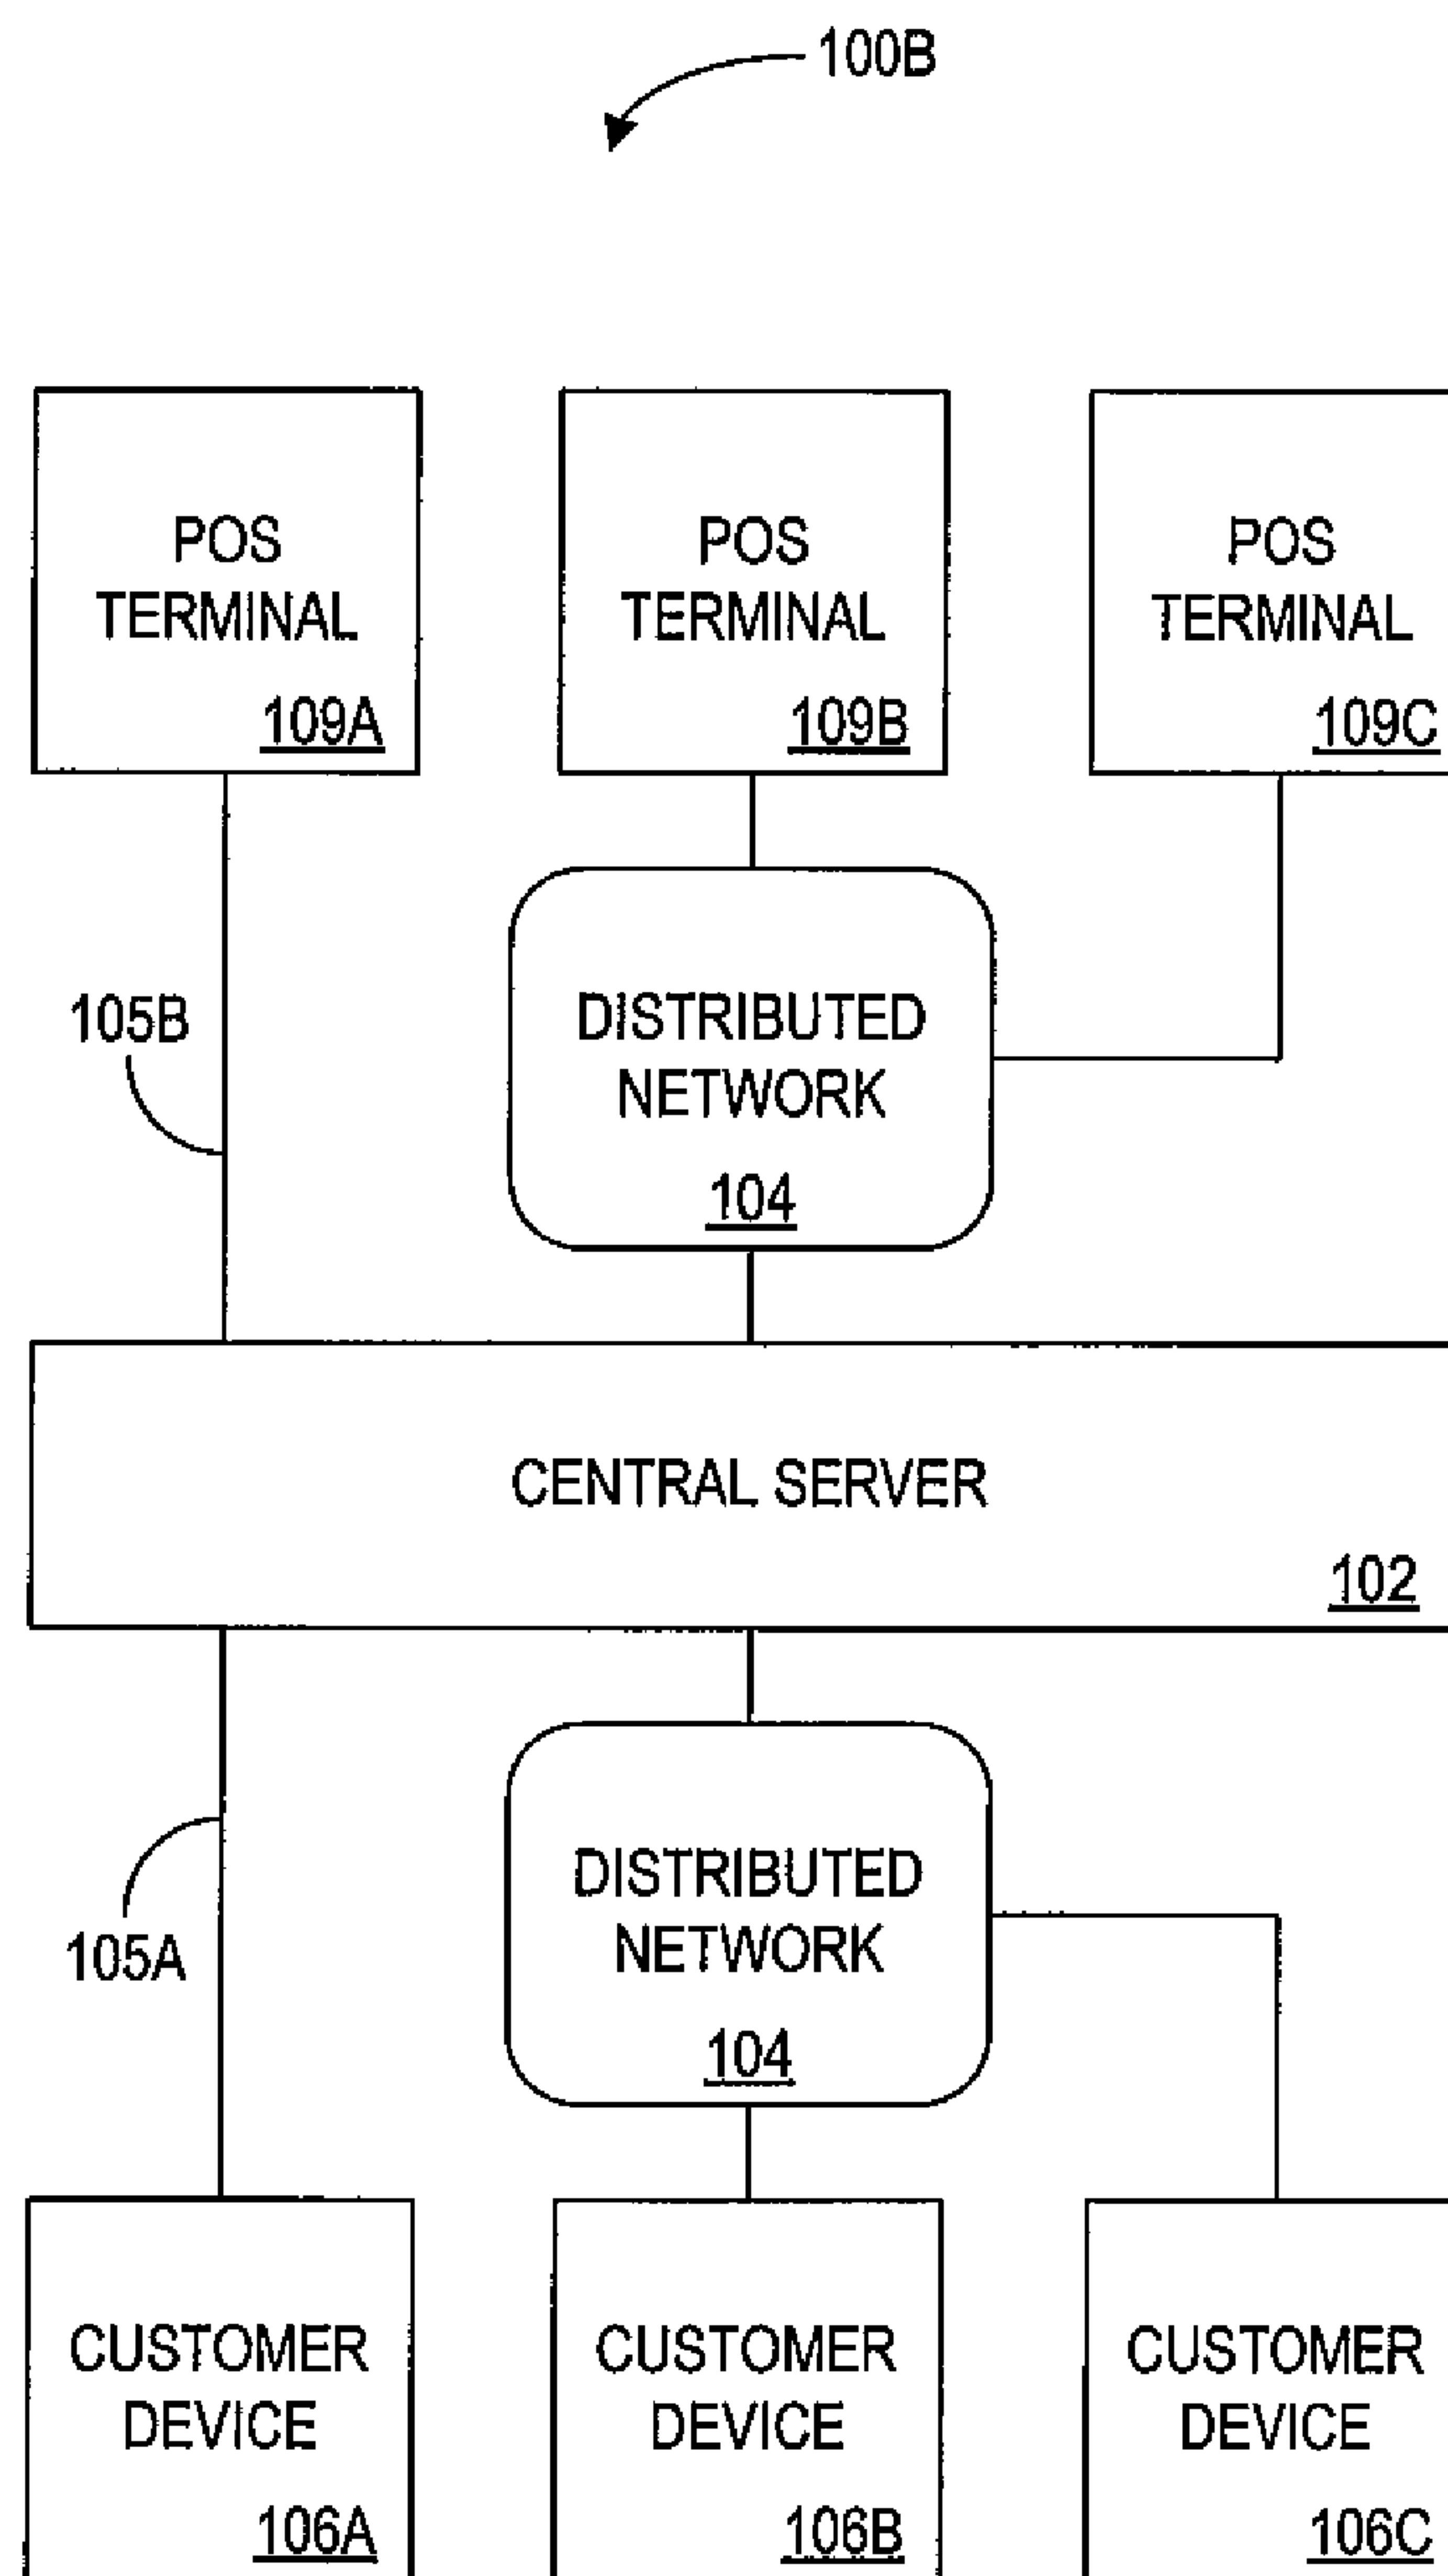 100B
POS
TERMINAL
109A
POS
TERMINAL
109B
POS
TERMINAL
109C
105B
DISTRIBUTED
NETWORK
104
CENTRAL SERVER
102
105A
DISTRIBUTED
NETWORK
104
CUSTOMER
DEVICE
106A
CUSTOMER
DEVICE
106B
CUSTOMER
DEVICE
106C